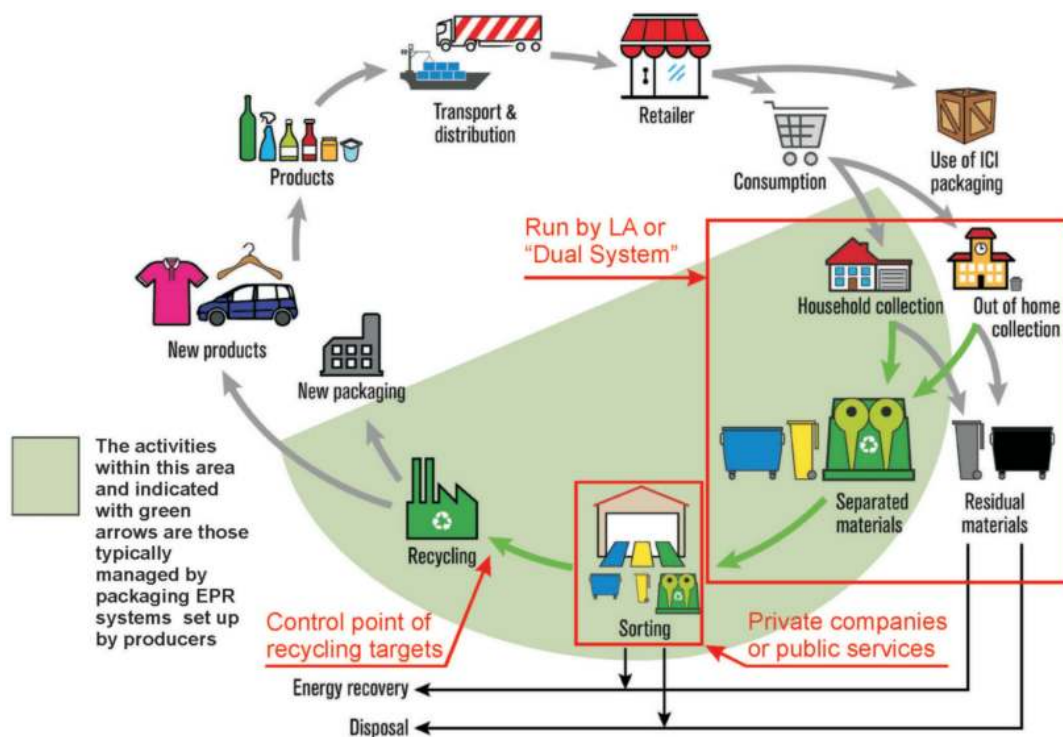 Transport &
distribution
Retailer
Products
Consumption
Use of ICI
packaging
Run by LA or
“Dual System”
Household collection
Out of home
collection
New products
New packaging
The activities
within this area
and indicated
with green
arrows are those
typically
managed by
packaging EPR
systems set up
by producers
Separated
materials
Residual
materials
Recycling
Sorting
Control point of
recycling targets
Private companies
or public services
Energy recovery
Disposal